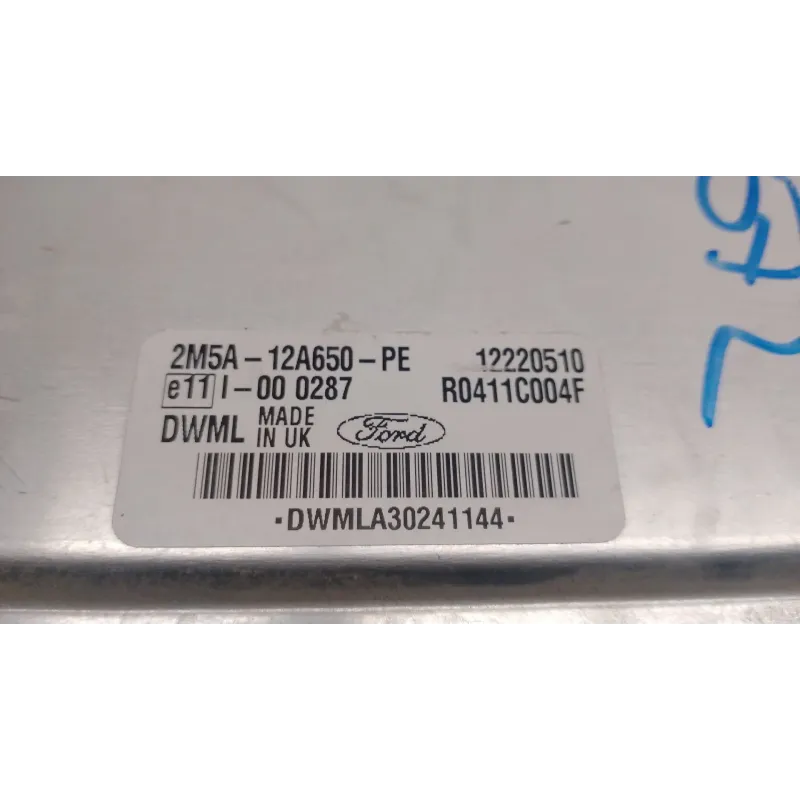 2M5A-12A650-PE 12220510
e11 I-00 0287 R0411C004F
DWML MADE IN UK Ford
·DWMLA30241144·